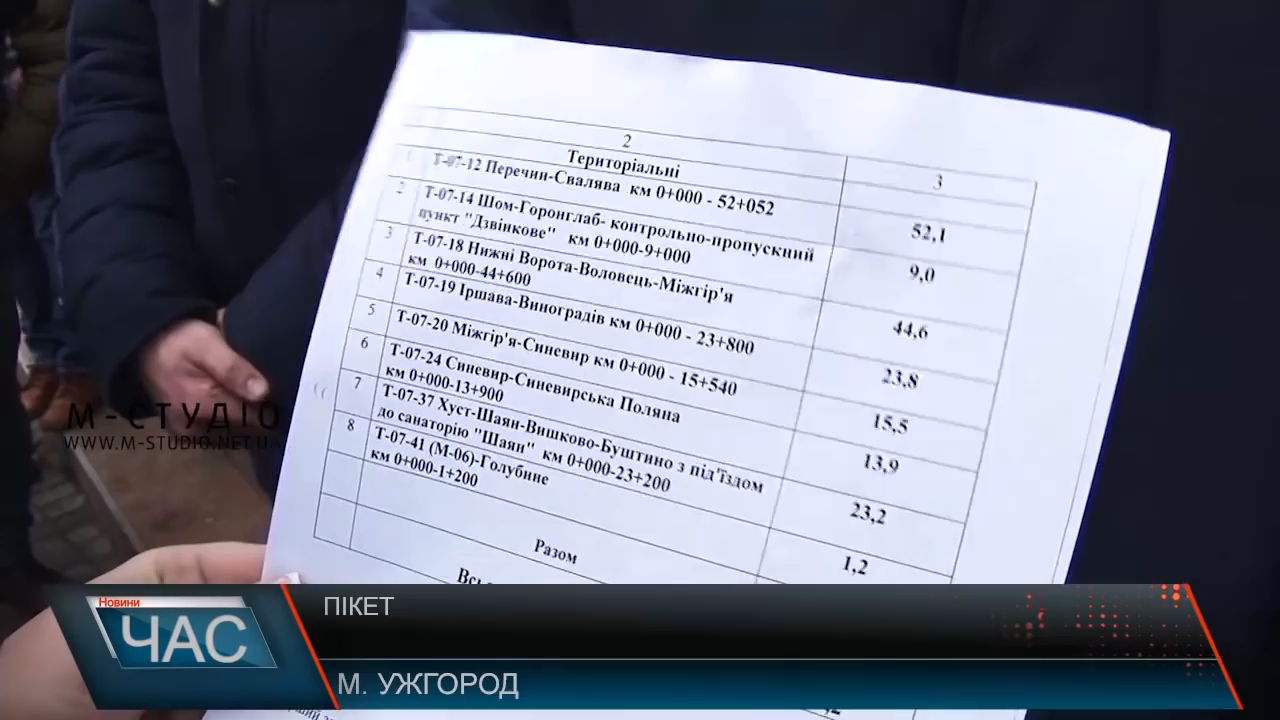 2
3
Територіальні
1 Т-07-12 Перечин-Свалява км 0+000 - 52+052 52,1
2 Т-07-14 Шом-Горонглаб- контрольно-пропускний
пункт "Дзвінкове" км 0+000-9+000 9,0
3 Т-07-18 Нижні Ворота-Воловець-Міжгір'я
км 0+000-44+600 44,6
4 Т-07-19 Іршава-Виноградів км 0+000 - 23+800 23,8
5 Т-07-20 Міжгір'я-Синевир км 0+000 - 15+540 15,5
6 Т-07-24 Синевир-Синевирська Поляна
км 0+000-13+900 13,9
7 Т-07-37 Хуст-Шаян-Вишково-Буштино з під'їздом
до санаторію "Шаян" км 0+000-23+200 23,2
8 Т-07-41 (М-06)-Голубине
км 0+000-1+200 1,2
Разом
М-СТУДІО
WWW.M-STUDIO.NET.UA
Новини
ЧАС
ПІКЕТ
М. УЖГОРОД